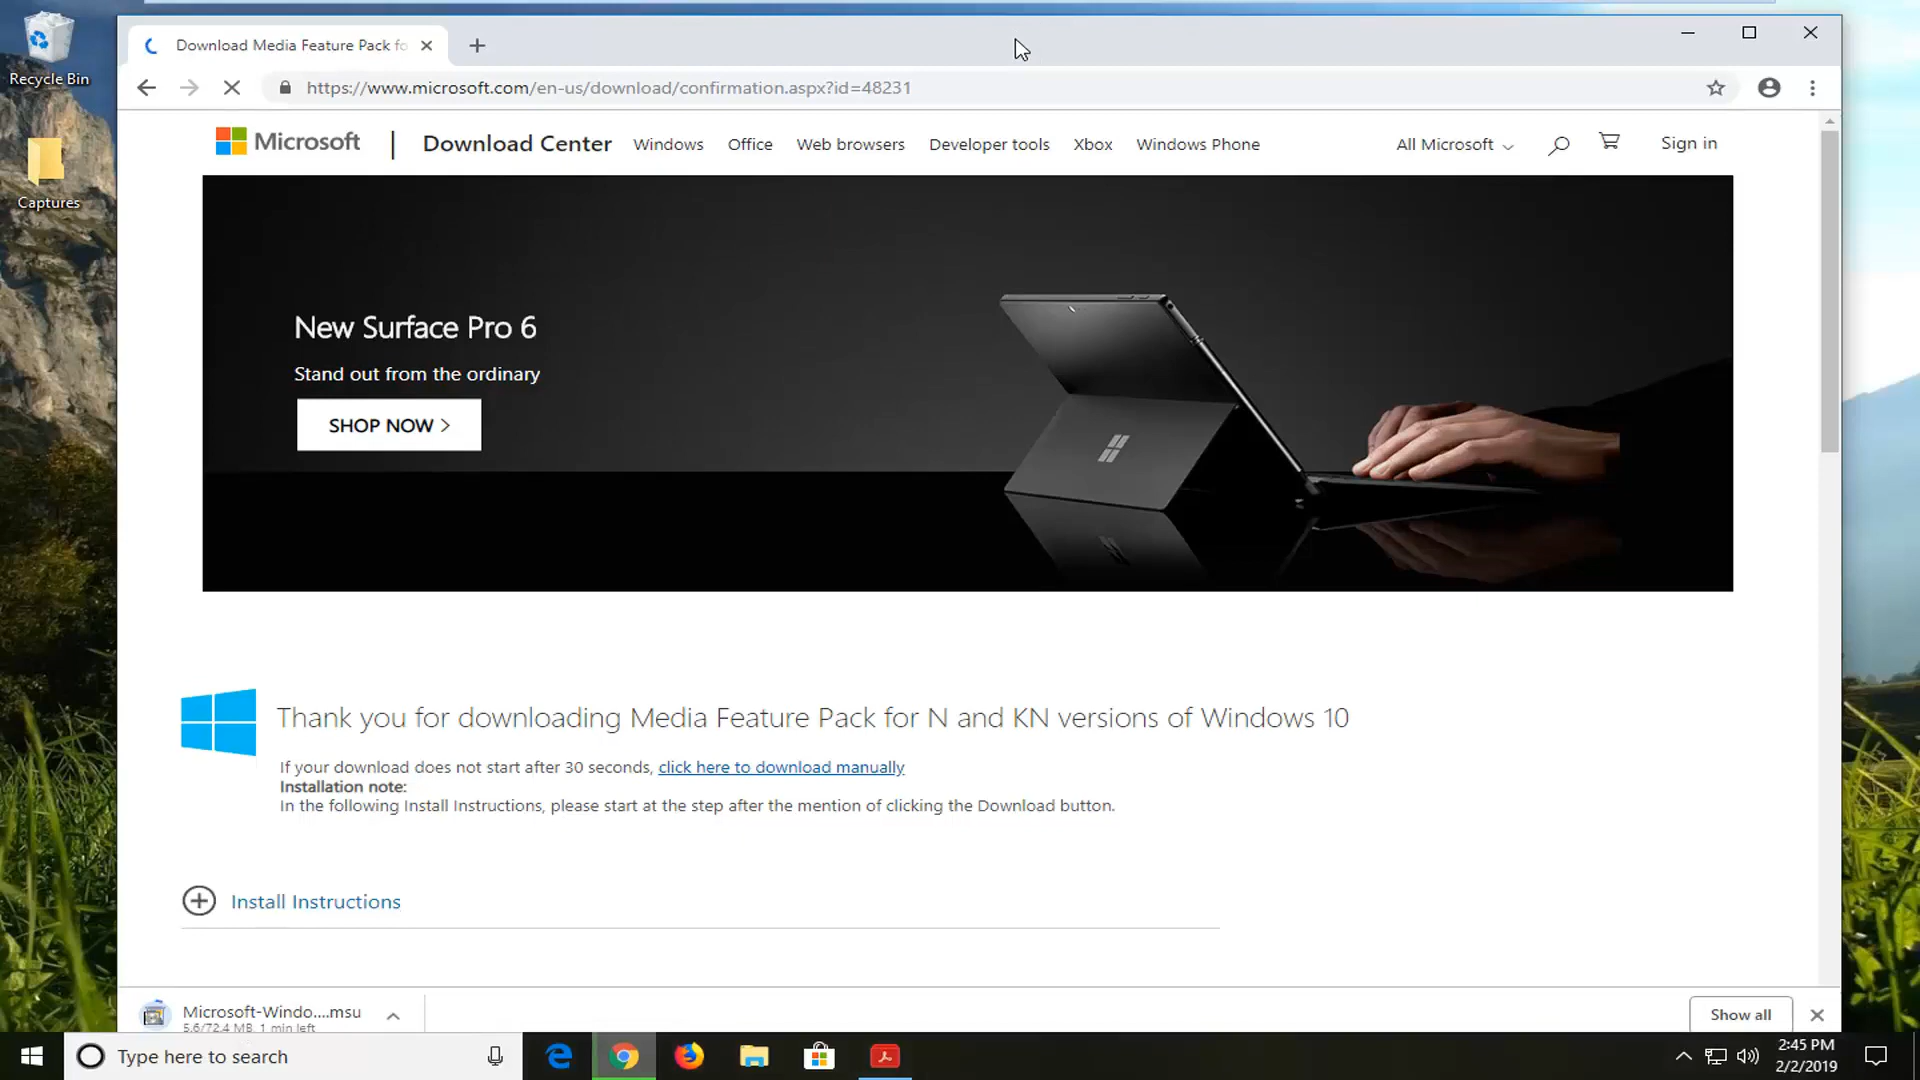 Recycle Bin
Captures
Download Media Feature Pack fo
https://www.microsoft.com/en-us/download/confirmation.aspx?id=48231
Microsoft | Download Center Windows Office Web browsers Developer tools Xbox Windows Phone All Microsoft Sign in
New Surface Pro 6
Stand out from the ordinary
SHOP NOW >
Thank you for downloading Media Feature Pack for N and KN versions of Windows 10
If your download does not start after 30 seconds, click here to download manually
Installation note:
In the following Install Instructions, please start at the step after the mention of clicking the Download button.
Install Instructions
Microsoft-Windo....msu
5.6/72.4 MB, 1 min left
Show all
Type here to search
2:45 PM
2/2/2019